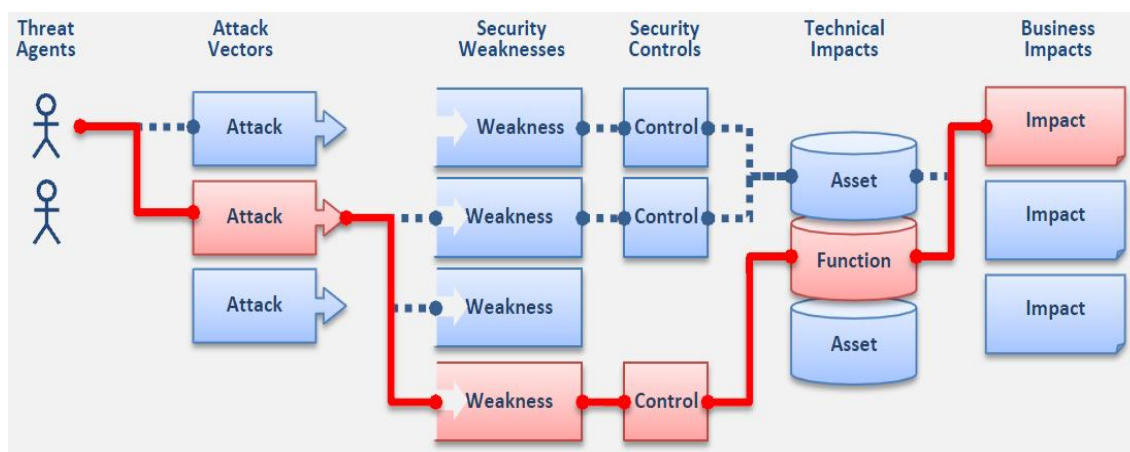 Threat Agents
Attack Vectors
Security Weaknesses
Security Controls
Technical Impacts
Business Impacts
Attack
Weakness
Control
Impact
Asset
Attack
Weakness
Control
Impact
Function
Attack
Weakness
Impact
Asset
Weakness
Control